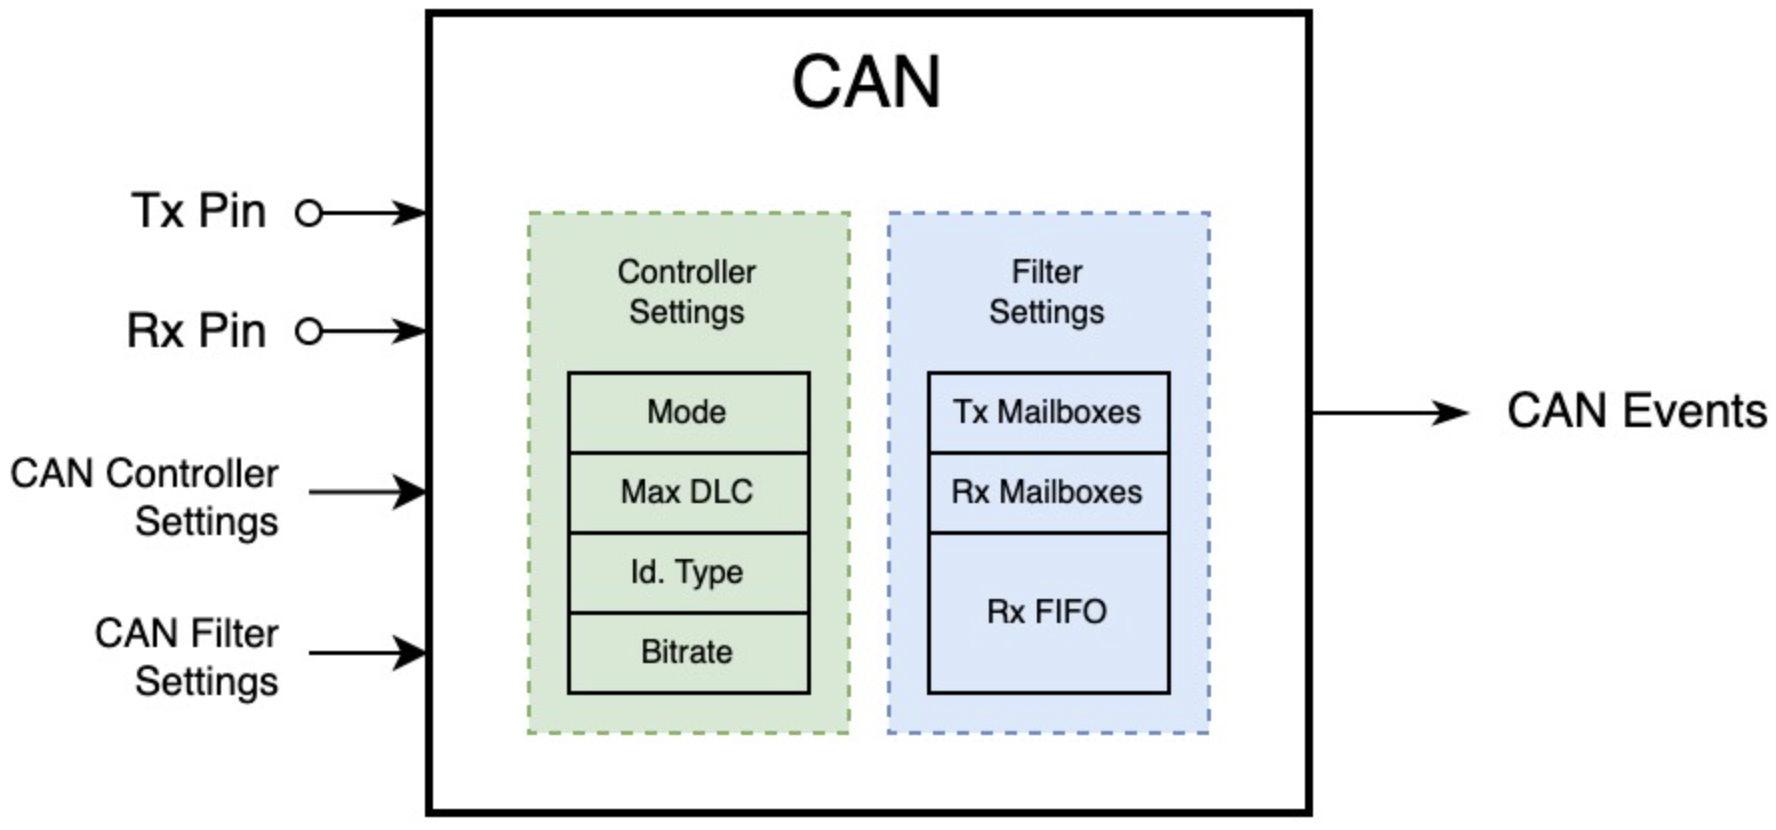 CAN
Tx Pin
Rx Pin
CAN Controller
Settings
CAN Filter
Settings
Controller
Settings
Mode
Max DLC
Id. Type
Bitrate
Filter
Settings
Tx Mailboxes
Rx Mailboxes
Rx FIFO
CAN Events